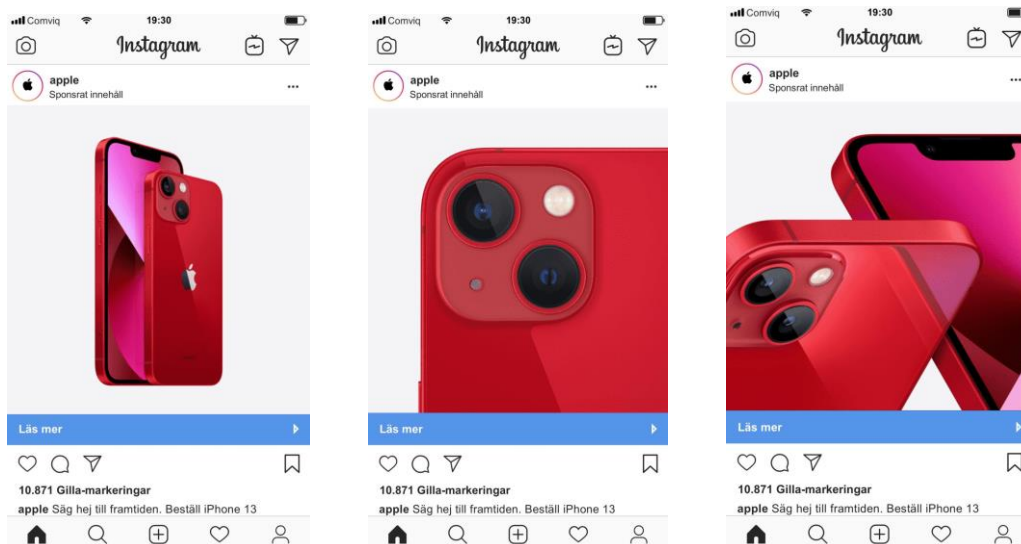 Comviq 19:30
Instagram
apple
Sponsrat innehåll
Läs mer
10.871 Gilla-markeringar
apple Säg hej till framtiden. Beställ iPhone 13
Comviq 19:30
Instagram
apple
Sponsrat innehåll
Läs mer
10.871 Gilla-markeringar
apple Säg hej till framtiden. Beställ iPhone 13
Comviq 19:30
Instagram
apple
Sponsrat innehåll
Läs mer
10.871 Gilla-markeringar
apple Säg hej till framtiden. Beställ iPhone 13